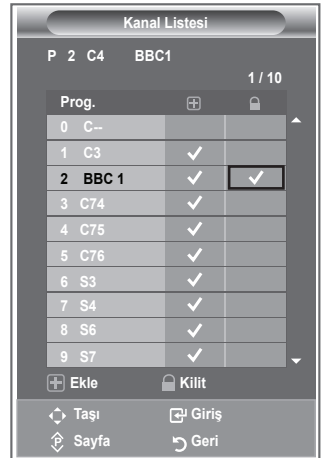 Kanal Listesi
P 2 C4 BBC1
1 / 10
Prog.
0 C--
1 C3
2 BBC 1
3 C74
4 C75
5 C76
6 S3
7 S4
8 S6
9 S7
Ekle Kilit
Taşı Giriş
P Sayfa Geri